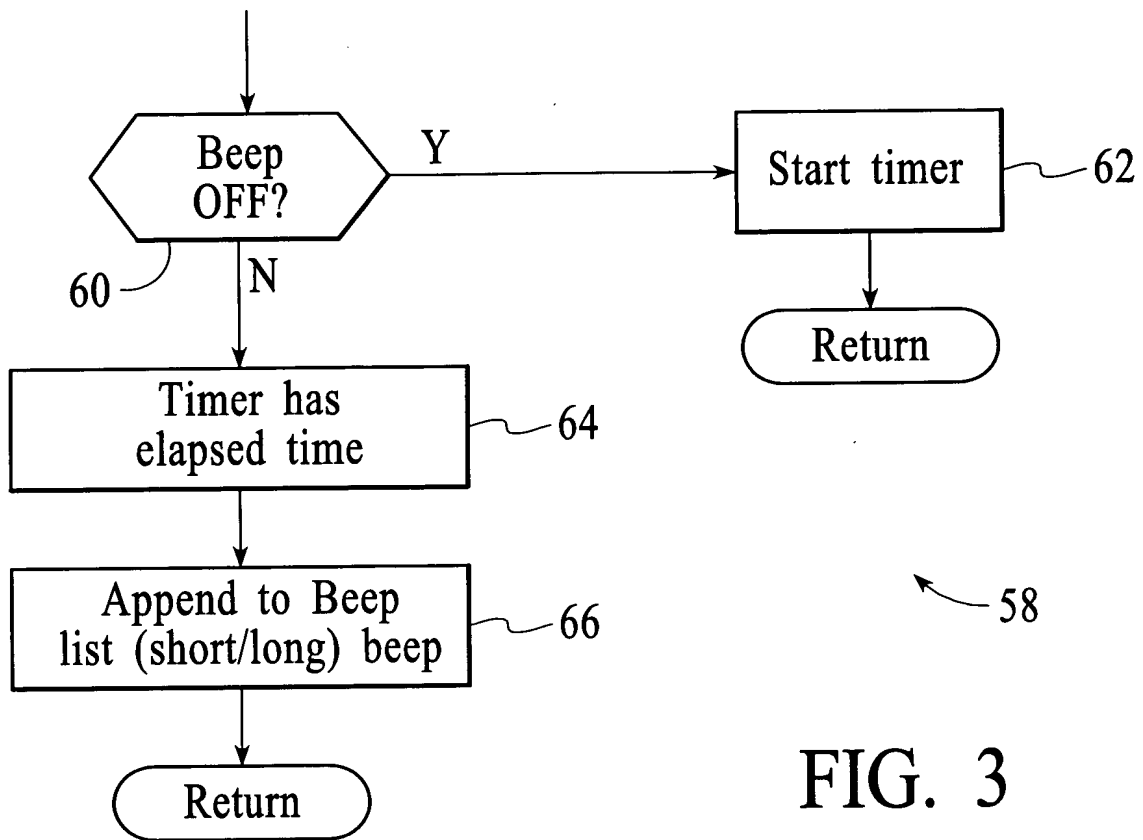 Beep
OFF?
Y
Start timer
62
60
N
Return
Timer has
elapsed time
64
Append to Beep
list (short/long) beep
66
58
Return
FIG. 3